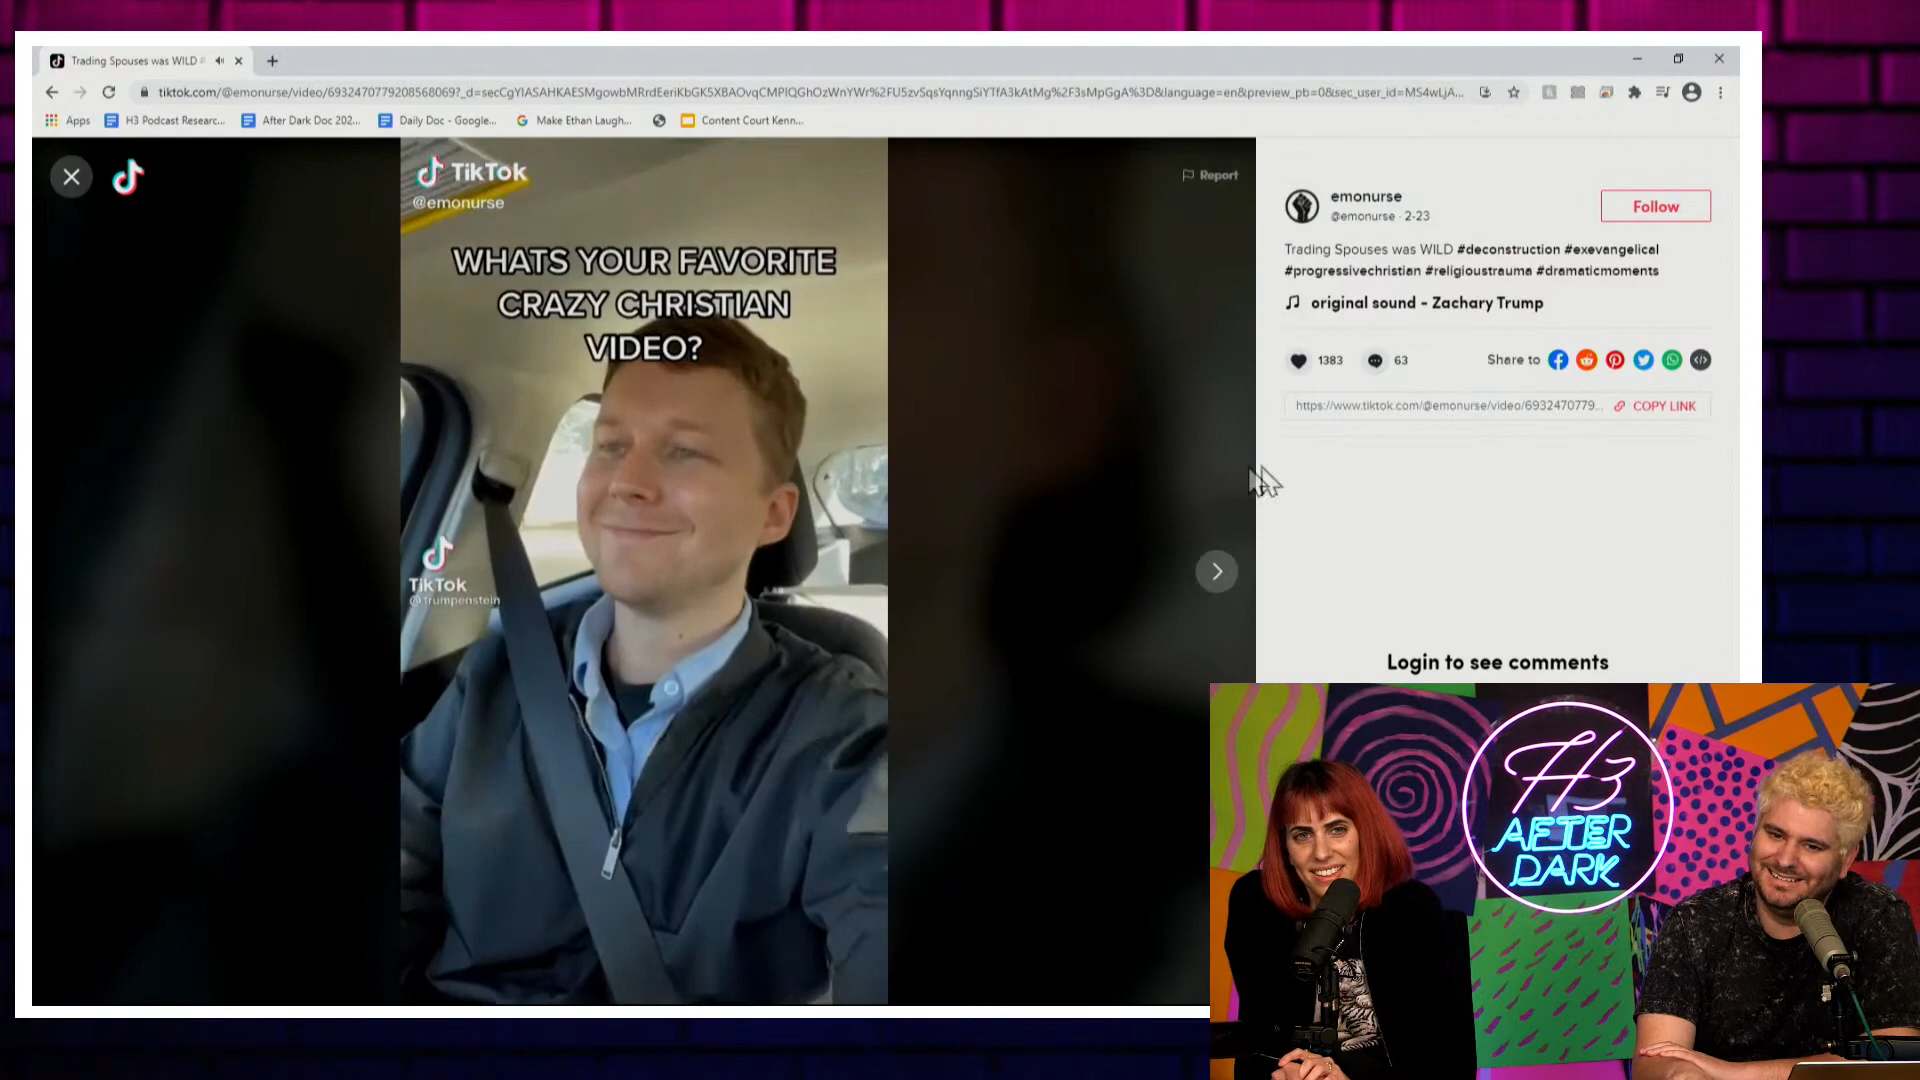 Trading Spouses was WILD
tiktok.com/@emonurse/video/6932470779208568069?_d=secCgYIASAHKAESMgowbMRrdEeriKbGK5XBAOvqCMPIQGhOzWnYWr%2FU5zvSqsYqnngSiYTfA3kAtMg%2F3sMpGgA%3D&language=en&preview_pb=0&sec_user_id=MS4wLjA...
Apps
H3 Podcast Researc...
After Dark Doc 202...
Daily Doc - Google...
Make Ethan Laugh...
Content Court Kenn...
TikTok
@emonurse
WHATS YOUR FAVORITE
CRAZY CHRISTIAN
VIDEO?
TikTok
@trumpenstein
Report
emonurse
@emonurse · 2-23
Follow
Trading Spouses was WILD #deconstruction #exevangelical
#progressivechristian #religioustrauma #dramaticmoments
original sound - Zachary Trump
1383
63
Share to
https://www.tiktok.com/@emonurse/video/6932470779...
COPY LINK
Login to see comments
H3
AFTER
DARK